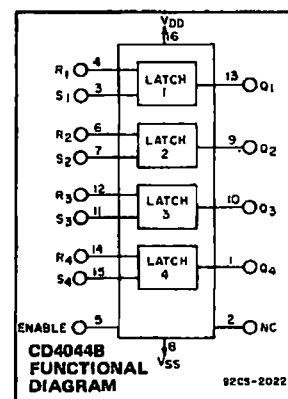 VDD
16
R1 4 LATCH 1 13 Q1
S1 3
R2 6 LATCH 2 9 Q2
S2 7
R3 12 LATCH 3 10 Q3
S3 11
R4 14 LATCH 4 1 Q4
S4 15
ENABLE 5 2 NC
8
VSS
CD4044B
FUNCTIONAL
DIAGRAM
92CS-2022